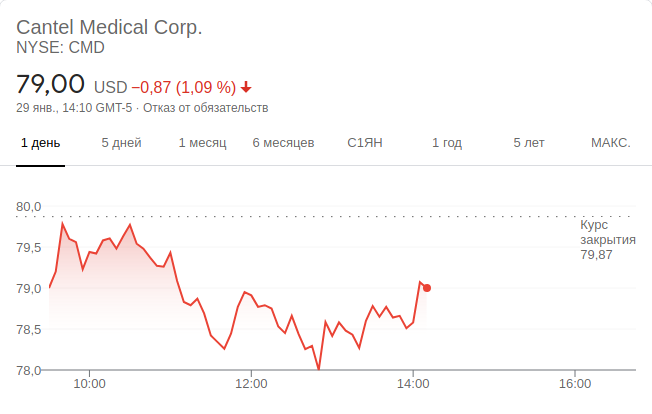 Cantel Medical Corp.
NYSE: CMD
79,00 USD −0,87 (1,09 %)
29 янв., 14:10 GMT-5 · Отказ от обязательств
1 день 5 дней 1 месяц 6 месяцев С1ЯН 1 год 5 лет МАКС.
80,0
Курс
закрытия
79,87
79,5
79,0
78,5
78,0
10:00 12:00 14:00 16:00